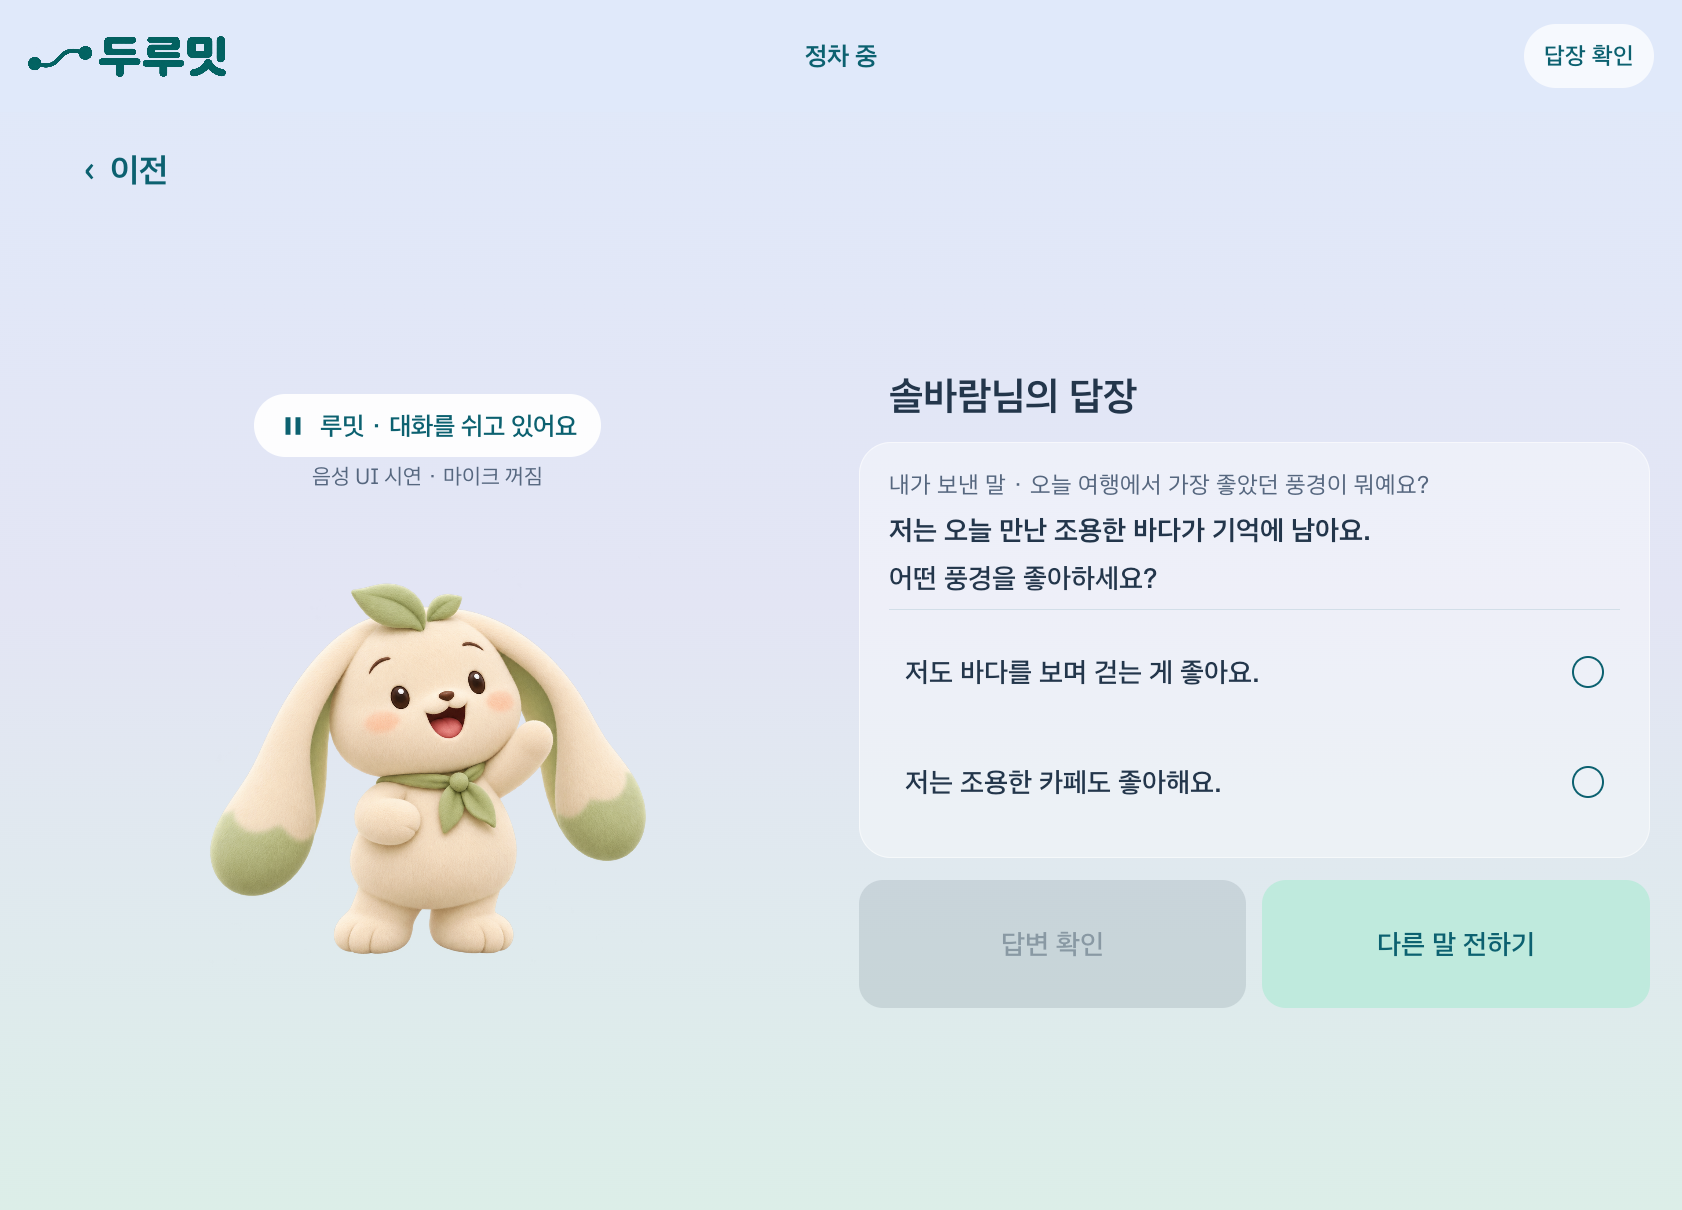 두루밋
정차 중
답장 확인
‹ 이전
루밋 · 대화를 쉬고 있어요
음성 UI 시연 · 마이크 꺼짐
솔바람님의 답장
내가 보낸 말 · 오늘 여행에서 가장 좋았던 풍경이 뭐예요?
저는 오늘 만난 조용한 바다가 기억에 남아요.
어떤 풍경을 좋아하세요?
저도 바다를 보며 걷는 게 좋아요.
저는 조용한 카페도 좋아해요.
답변 확인
다른 말 전하기